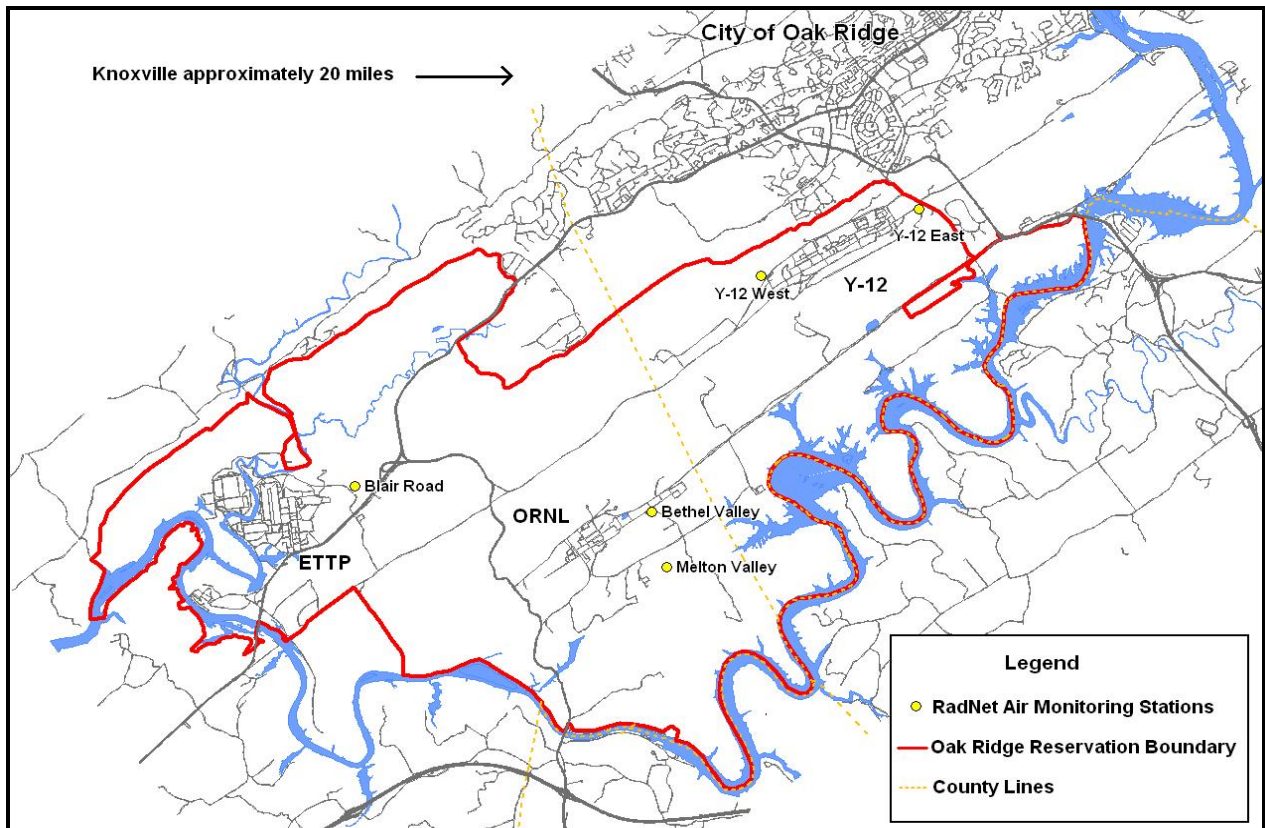 City of Oak Ridge
Knoxville approximately 20 miles
Y-12 East
Y-12 West
Y-12
Blair Road
ORNL
Bethel Valley
ETTP
Melton Valley
Legend
RadNet Air Monitoring Stations
Oak Ridge Reservation Boundary
County Lines